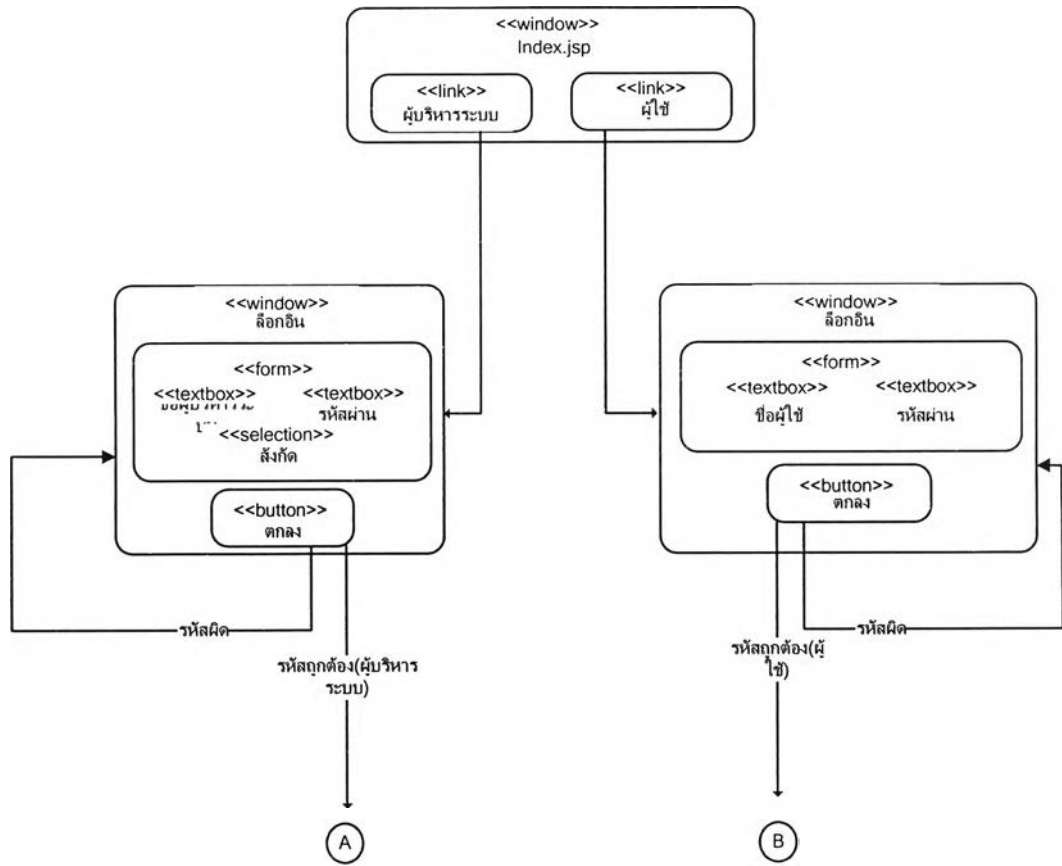 <<window>>
Index.jsp
<<link>>
ผู้บริหารระบบ
<<link>>
ผู้ใช้
<<window>>
ล็อกอิน
<<form>>
<<textbox>>
<<textbox>>
รหัสผ่าน
<<selection>>
สังกัด
<<button>>
ตกลง
รหัสผิด
รหัสถูกต้อง(ผู้บริหาร
ระบบ)
A
<<window>>
ล็อกอิน
<<form>>
<<textbox>>
ชื่อผู้ใช้
<<textbox>>
รหัสผ่าน
<<button>>
ตกลง
รหัสผิด
รหัสถูกต้อง(ผู้
ใช้)
B